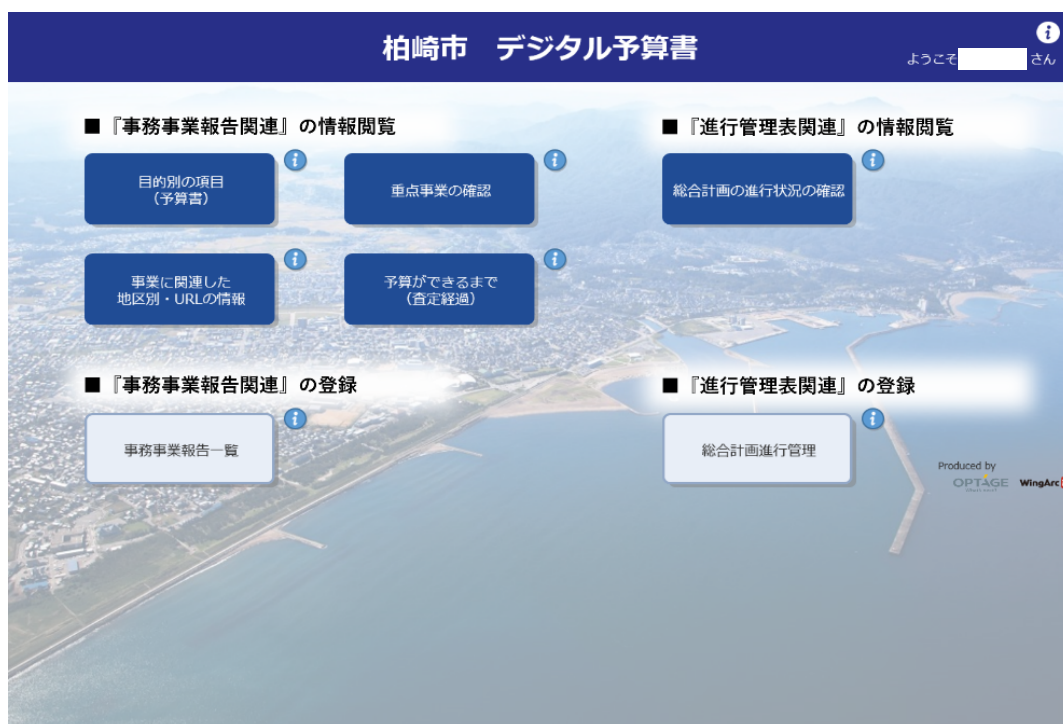 柏崎市 デジタル予算書
ようこそ さん
■『事務事業報告関連』の情報閲覧
■『進行管理表関連』の情報閲覧
目的別の項目
(予算書)
重点事業の確認
総合計画の進行状況の確認
事業に関連した
地区別・URLの情報
予算ができるまで
(査定経過)
■『事務事業報告関連』の登録
■『進行管理表関連』の登録
事務事業報告一覧
総合計画進行管理
Produced by
OPTAGE WingArc